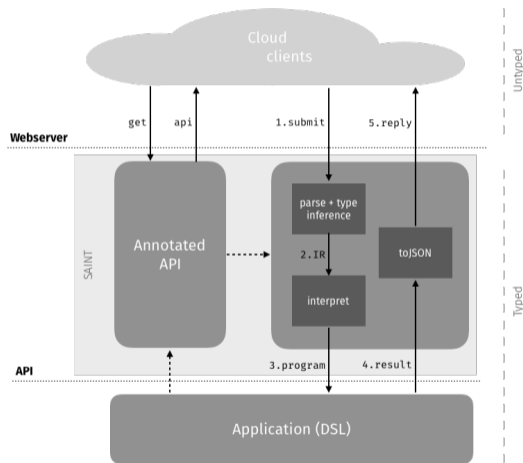 Cloud
clients
Untyped
get
api
1.submit
5.reply
Webserver
SAINT
Annotated
API
parse + type
inference
2.IR
toJSON
interpret
Typed
3.program
4.result
API
Application (DSL)